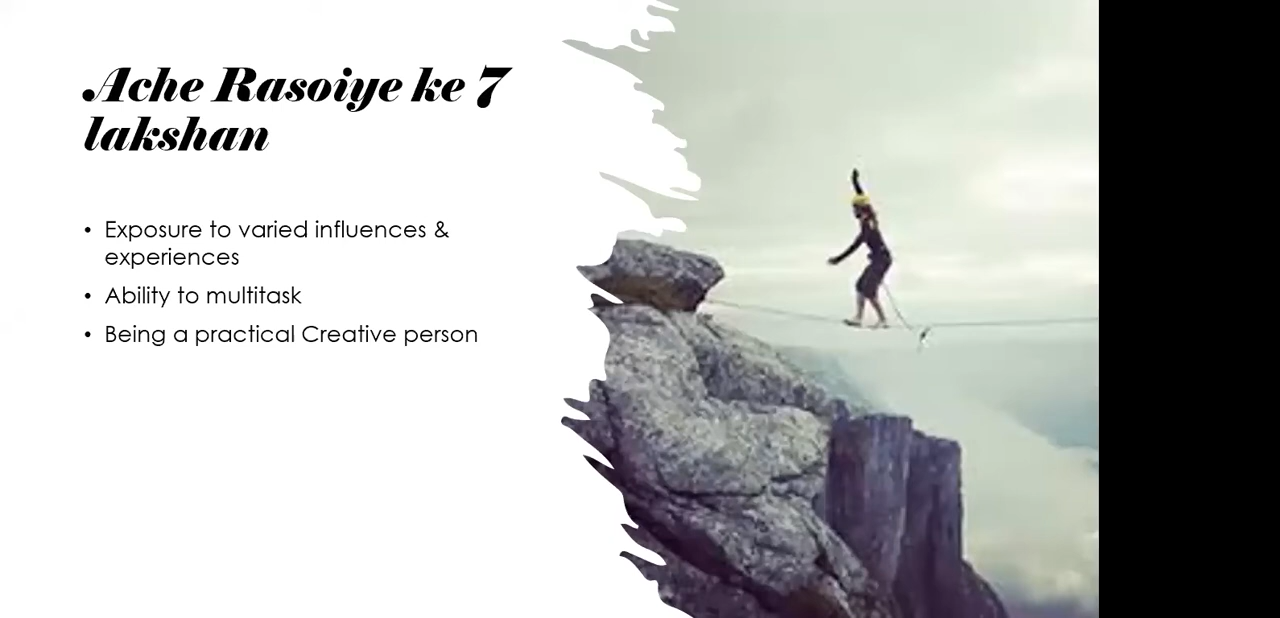 Ache Rasoiye ke 7
lakshan
• Exposure to varied influences &
experiences
• Ability to multitask
• Being a practical Creative person